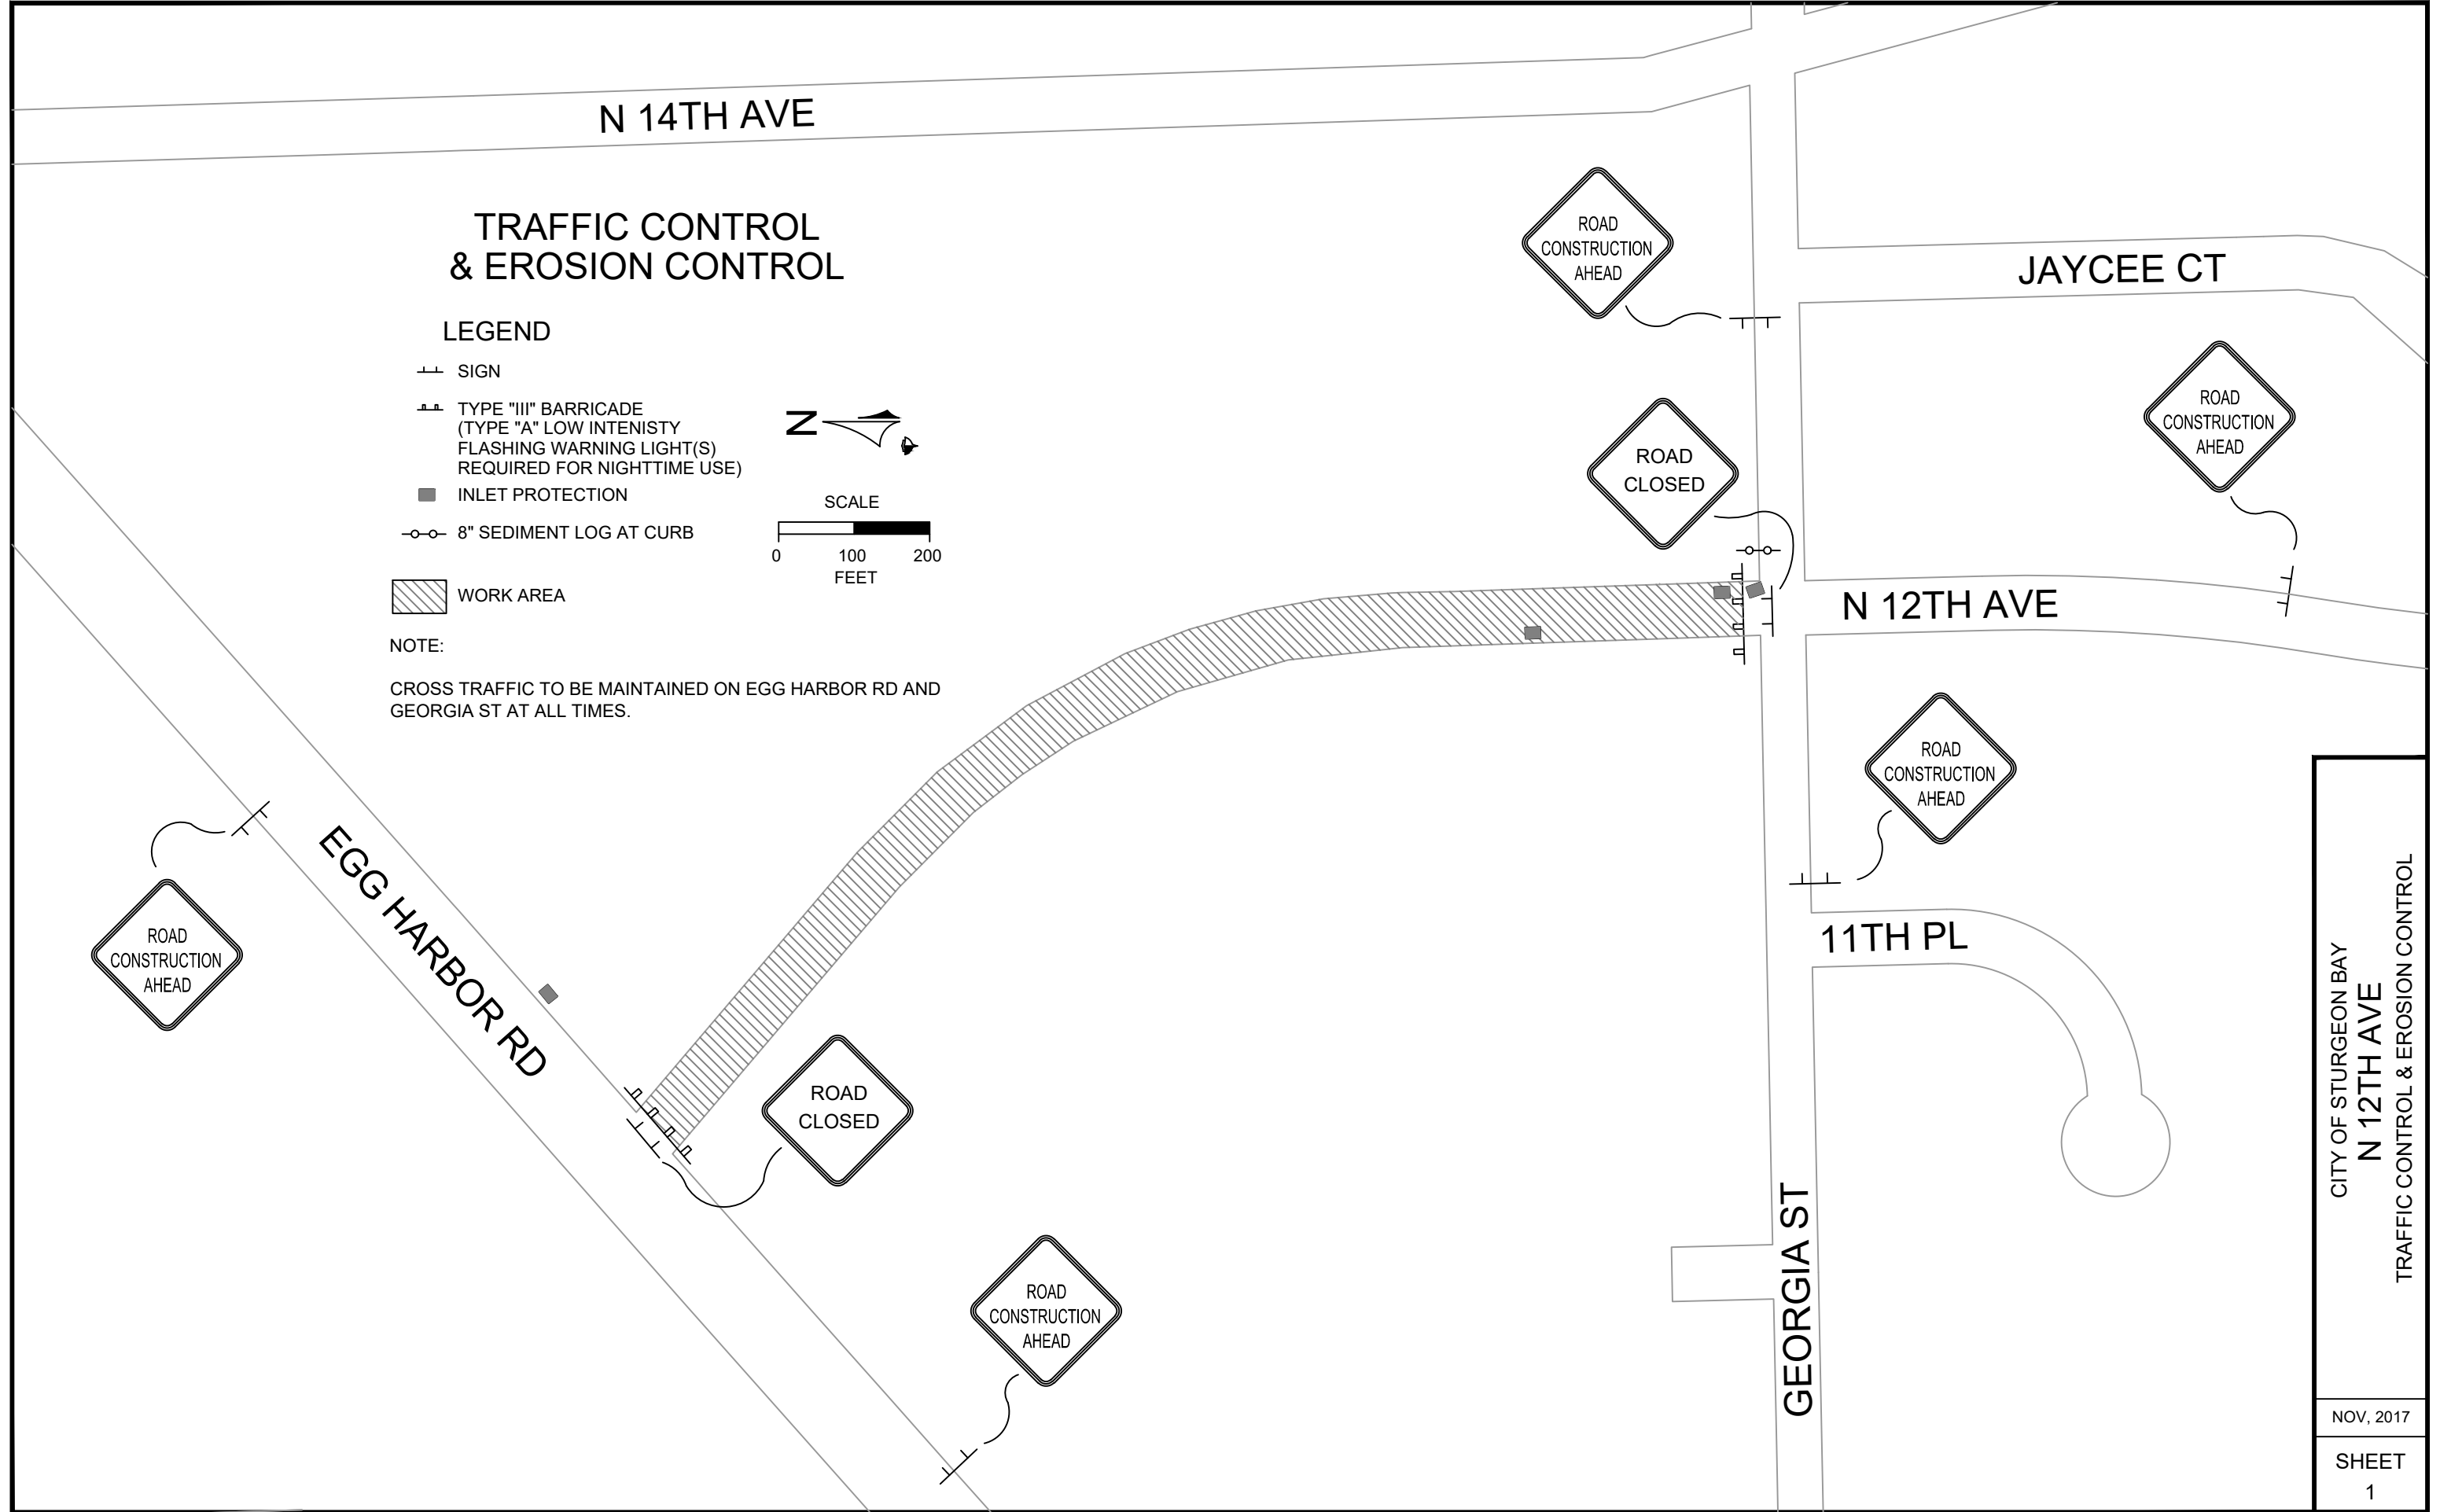 N 14TH AVE
TRAFFIC CONTROL
& EROSION CONTROL
LEGEND
SIGN
TYPE "III" BARRICADE
(TYPE "A" LOW INTENISTY
FLASHING WARNING LIGHT(S)
REQUIRED FOR NIGHTTIME USE)
INLET PROTECTION
8" SEDIMENT LOG AT CURB
WORK AREA
N
SCALE
0 100 200
FEET
NOTE:
CROSS TRAFFIC TO BE MAINTAINED ON EGG HARBOR RD AND
GEORGIA ST AT ALL TIMES.
ROAD
CONSTRUCTION
AHEAD
JAYCEE CT
ROAD
CONSTRUCTION
AHEAD
ROAD
CLOSED
N 12TH AVE
ROAD
CONSTRUCTION
AHEAD
11TH PL
EGG HARBOR RD
ROAD
CONSTRUCTION
AHEAD
ROAD
CLOSED
ROAD
CONSTRUCTION
AHEAD
GEORGIA ST
CITY OF STURGEON BAY
N 12TH AVE
TRAFFIC CONTROL & EROSION CONTROL
NOV, 2017
SHEET
1